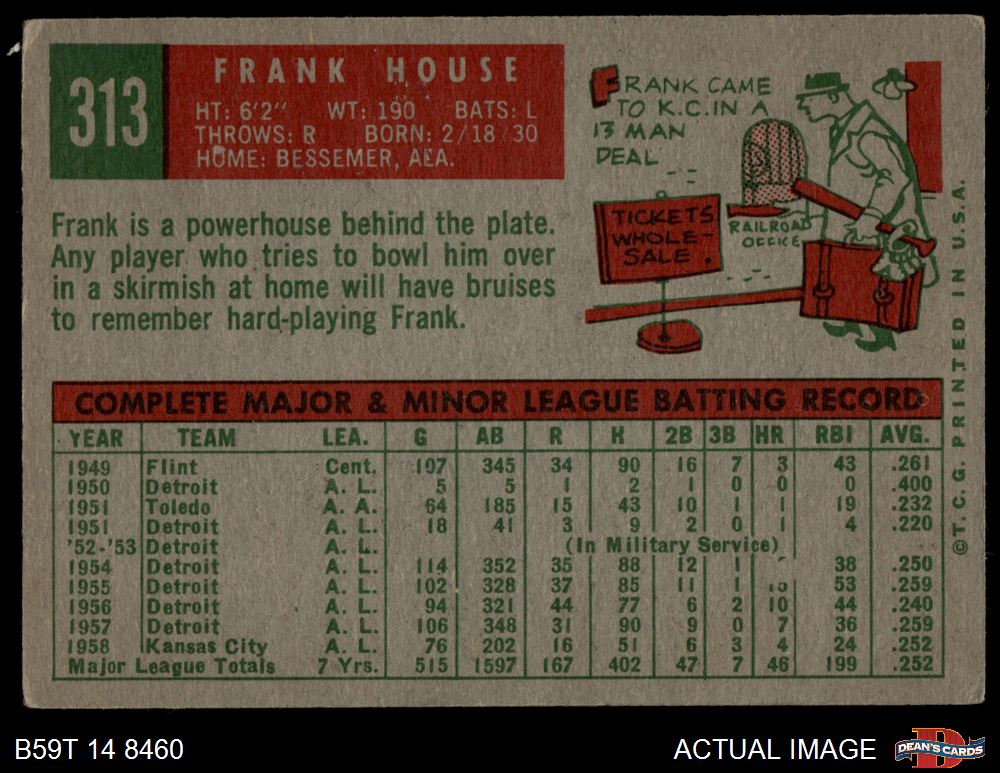 313
FRANK HOUSE
HT: 6'2" WT: 190 BATS: L
THROWS: R BORN: 2/18/30
HOME: BESSEMER, ALA.
FRANK CAME
TO K.C. IN A
13 MAN
DEAL
TICKETS
WHOLE-
SALE.
RAILROAD
OFFICE
Frank is a powerhouse behind the plate.
Any player who tries to bowl him over
in a skirmish at home will have bruises
to remember hard-playing Frank.
COMPLETE MAJOR & MINOR LEAGUE BATTING RECORD
YEAR TEAM LEA. G AB R H 2B 3B HR RBI AVG.
1949 Flint Cent. 107 345 34 90 16 7 3 43 .261
1950 Detroit A. L. 5 5 1 2 1 0 0 0 .400
1951 Toledo A. A. 64 185 15 43 10 1 1 19 .232
1951 Detroit A. L. 18 41 3 9 2 0 1 4 .220
'52-'53 Detroit A. L. (In Military Service)
1954 Detroit A. L. 114 352 35 88 12 1 38 .250
1955 Detroit A. L. 102 328 37 85 11 1 53 .259
1956 Detroit A. L. 94 321 44 77 6 2 10 44 .240
1957 Detroit A. L. 106 348 31 90 9 0 7 36 .259
1958 Kansas City A. L. 76 202 16 51 6 3 4 24 .252
Major League Totals 7 Yrs. 515 1597 167 402 47 7 46 199 .252
©T.C.G. PRINTED IN U.S.A.
B59T 14 8460
ACTUAL IMAGE
DEAN'S CARDS